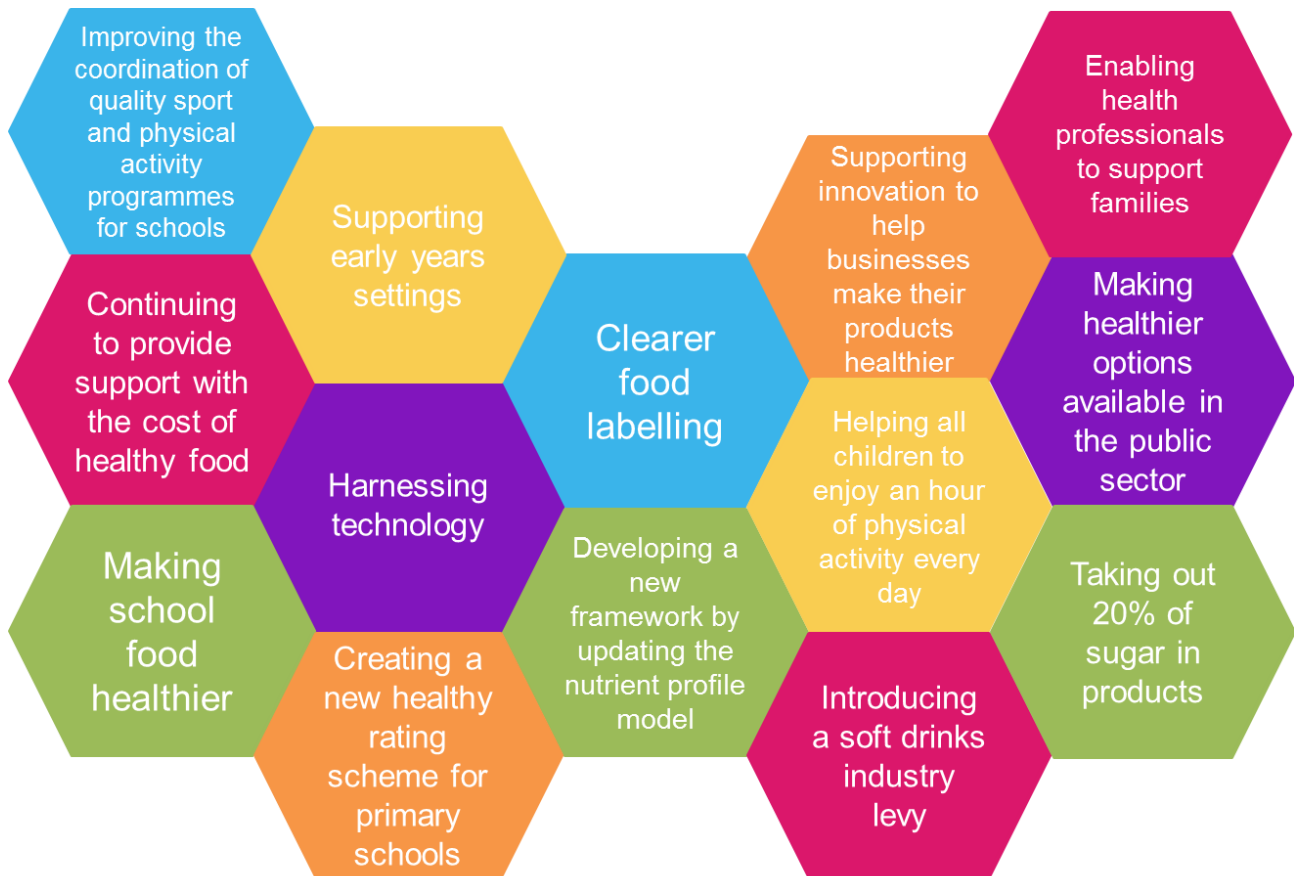 Improving the
coordination of
quality sport
and physical
activity
programmes
for schools
Continuing
to provide
support with
the cost of
healthy food
Making
school
food
healthier
Supporting
early years
settings
Harnessing
technology
Creating a
new healthy
rating
scheme for
primary
schools
Clearer
food
labelling
Developing a
new
framework by
updating the
nutrient profile
model
Supporting
innovation to
help
businesses
make their
products
healthier
Helping all
children to
enjoy an hour
of physical
activity every
day
Introducing
a soft drinks
industry
levy
Enabling
health
professionals
to support
families
Making
healthier
options
available in
the public
sector
Taking out
20% of
sugar in
products